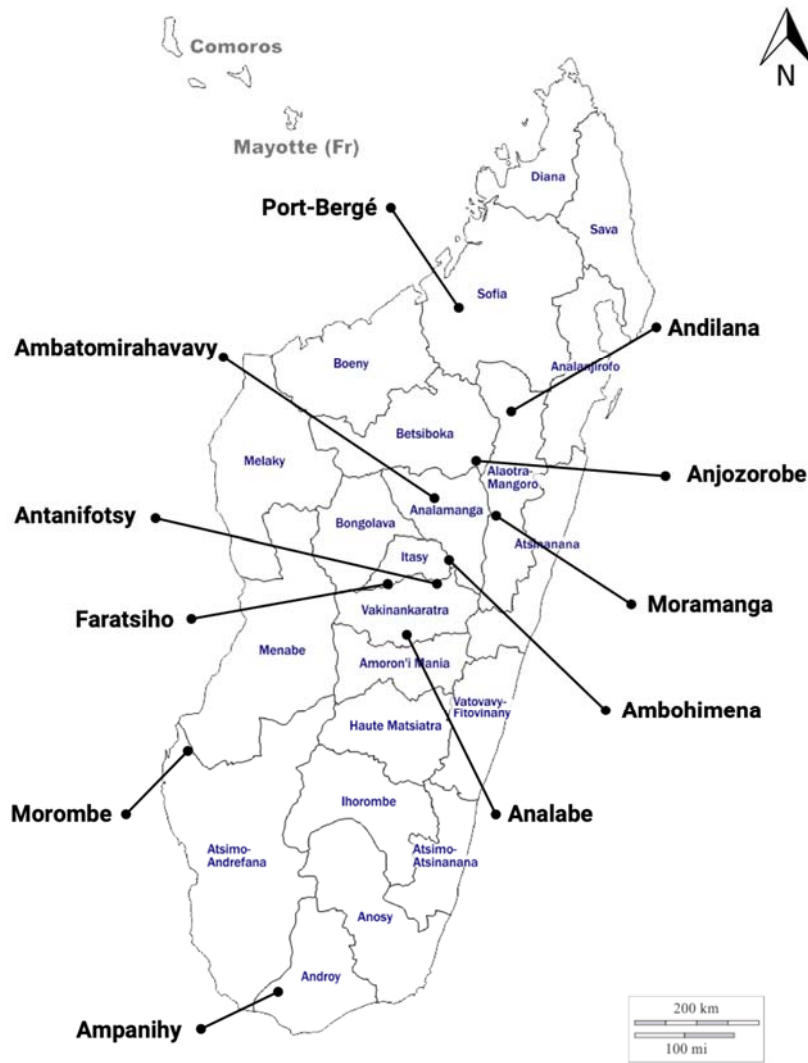 Comoros
N
Mayotte (Fr)
Diana
Port-Bergé
Sava
Sofia
Andilana
Ambatomirahavavy
Boeny
Analanjirofo
Betsiboka
Melaky
Alaotra-
Mangoro
Anjozorobe
Antanifotsy
Analamanga
Bongolava
Atsinanana
Itasy
Faratsiho
Vakinankaratra
Moramanga
Menabe
Amoron'i Mania
Vatovavy-
Fitovinany
Ambohimena
Haute Matsiatra
Morombe
Ihorombe
Analabe
Atsimo-
Andrefana
Atsimo-
Atsinanana
Anosy
Androy
Ampanihy
200 km
100 mi